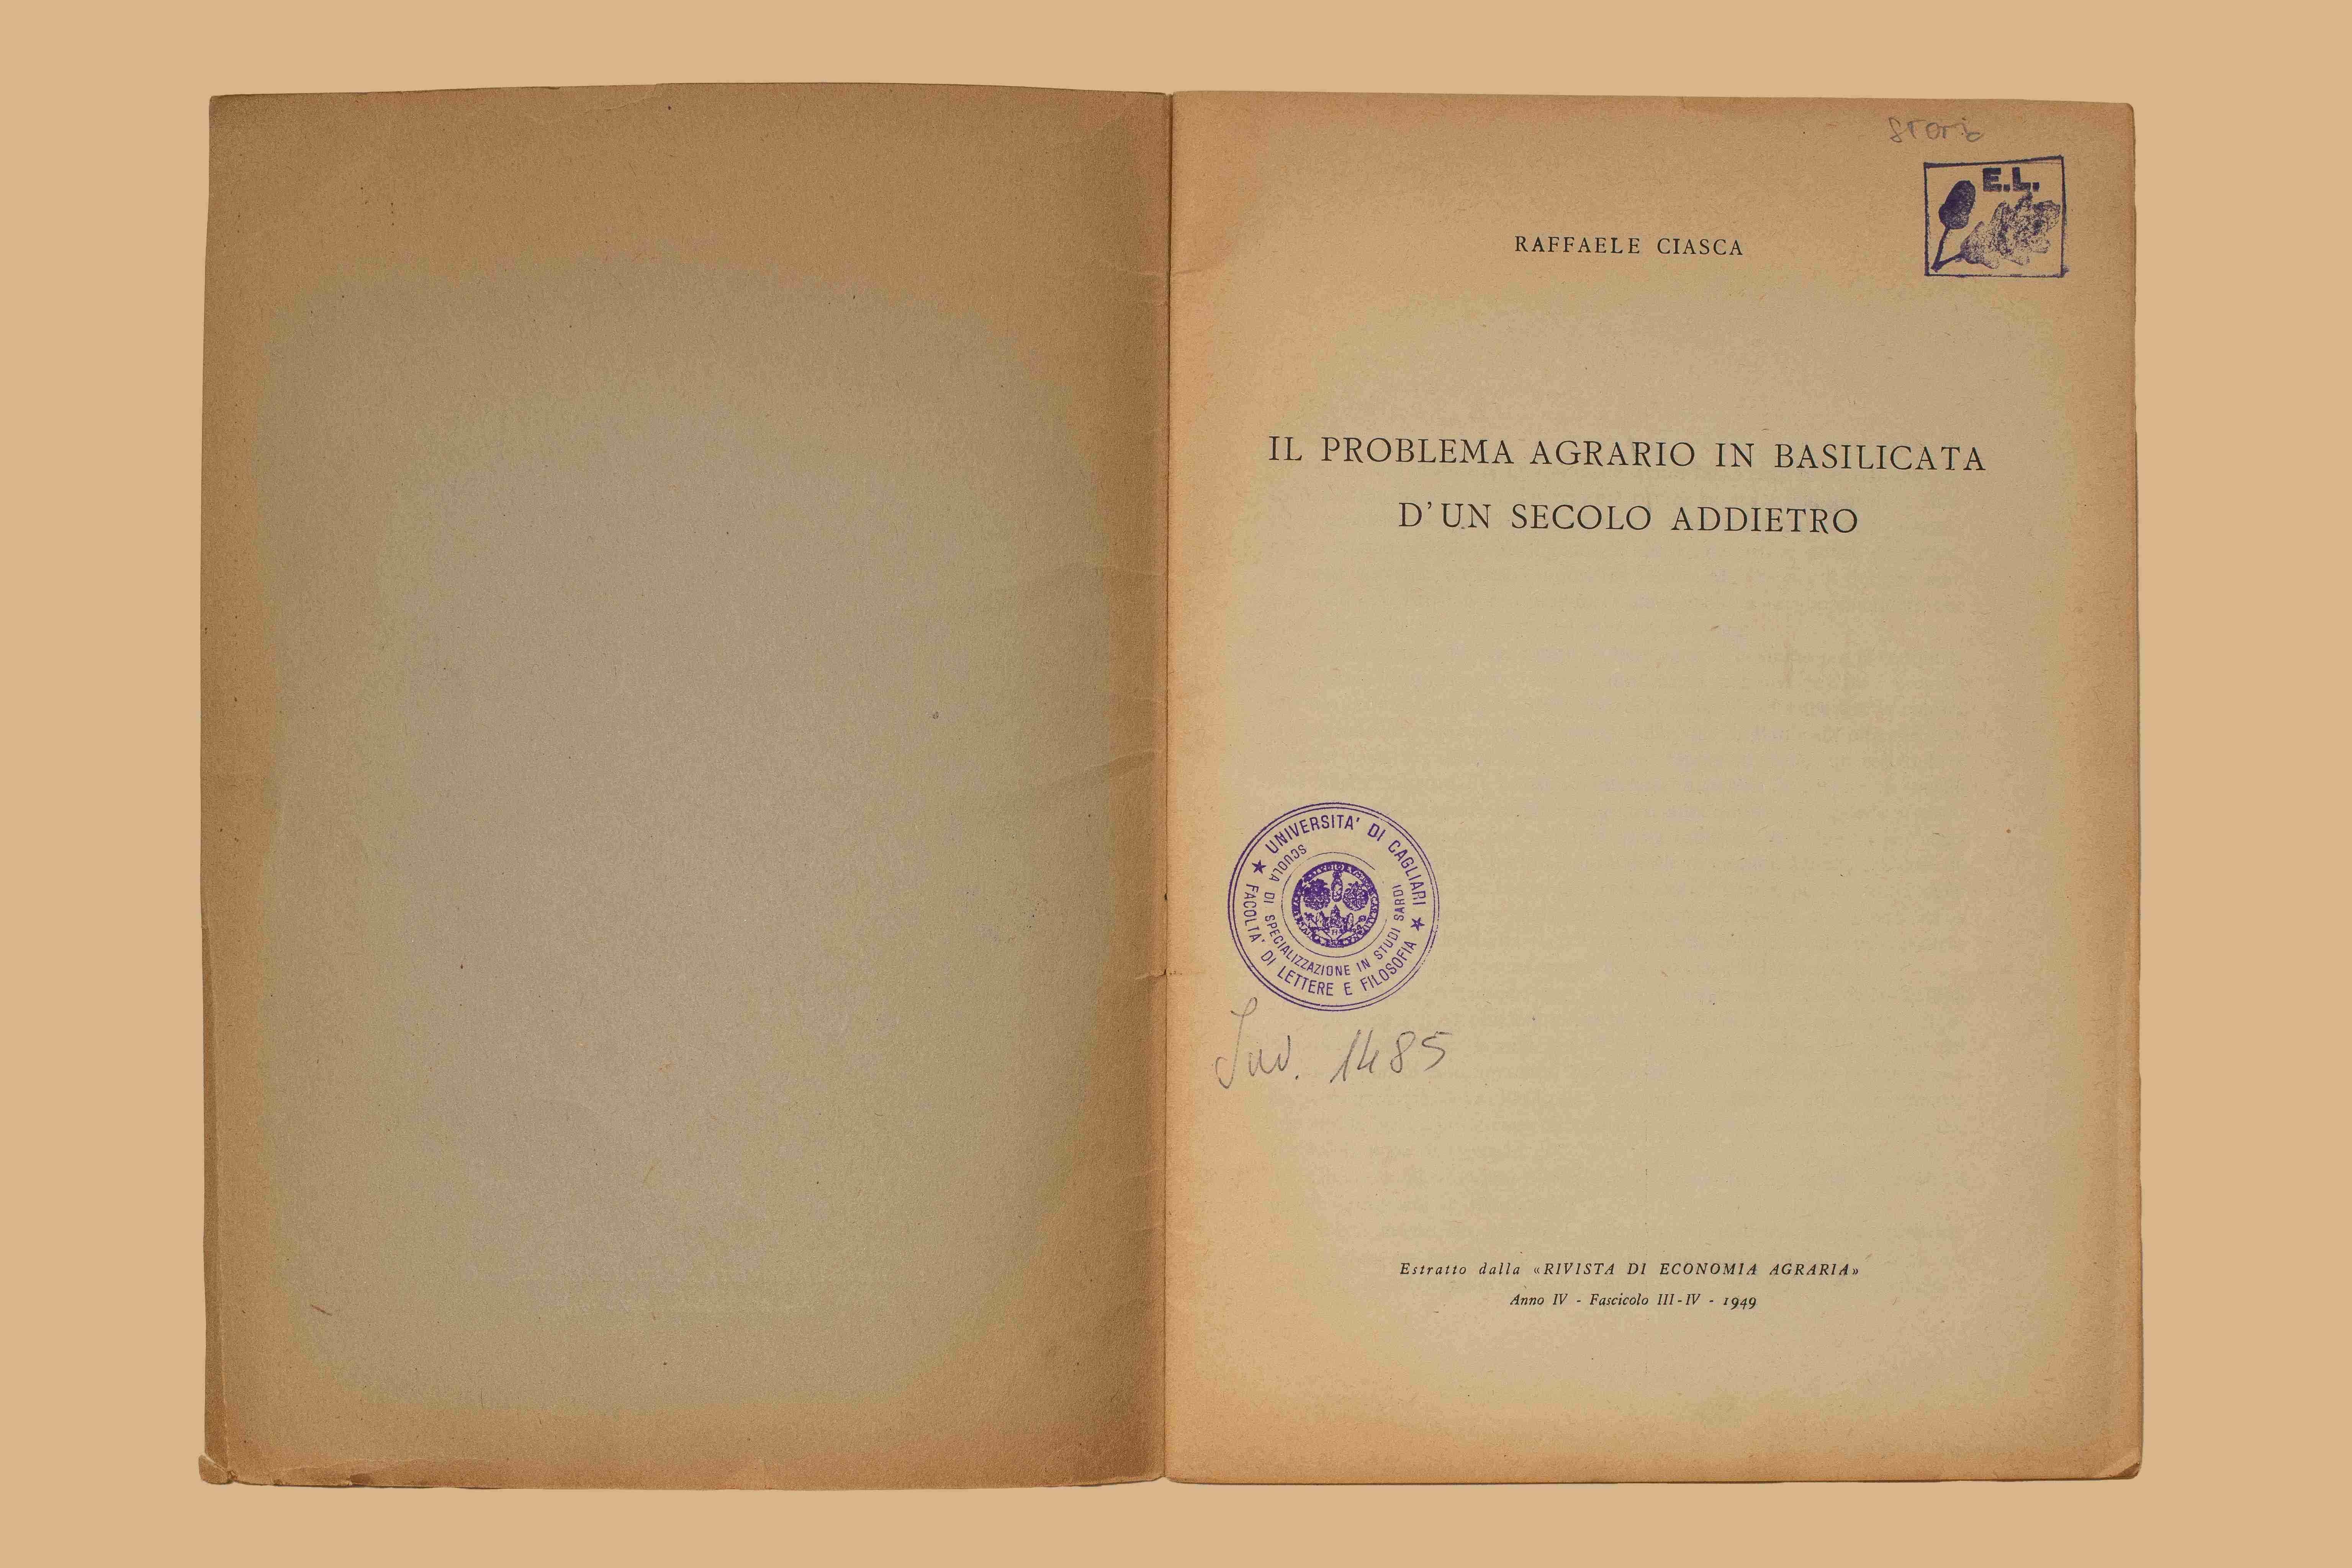 Storia
E.L.
RAFFAELE CIASCA
IL PROBLEMA AGRARIO IN BASILICATA
D'UN SECOLO ADDIETRO
★ UNIVERSITA' DI CAGLIARI ★
FACOLTA' DI LETTERE E FILOSOFIA
SCUOLA DI SPECIALIZZAZIONE IN STUDI SARDI
Inv. 1485
Estratto dalla «RIVISTA DI ECONOMIA AGRARIA»
Anno IV - Fascicolo III-IV - 1949